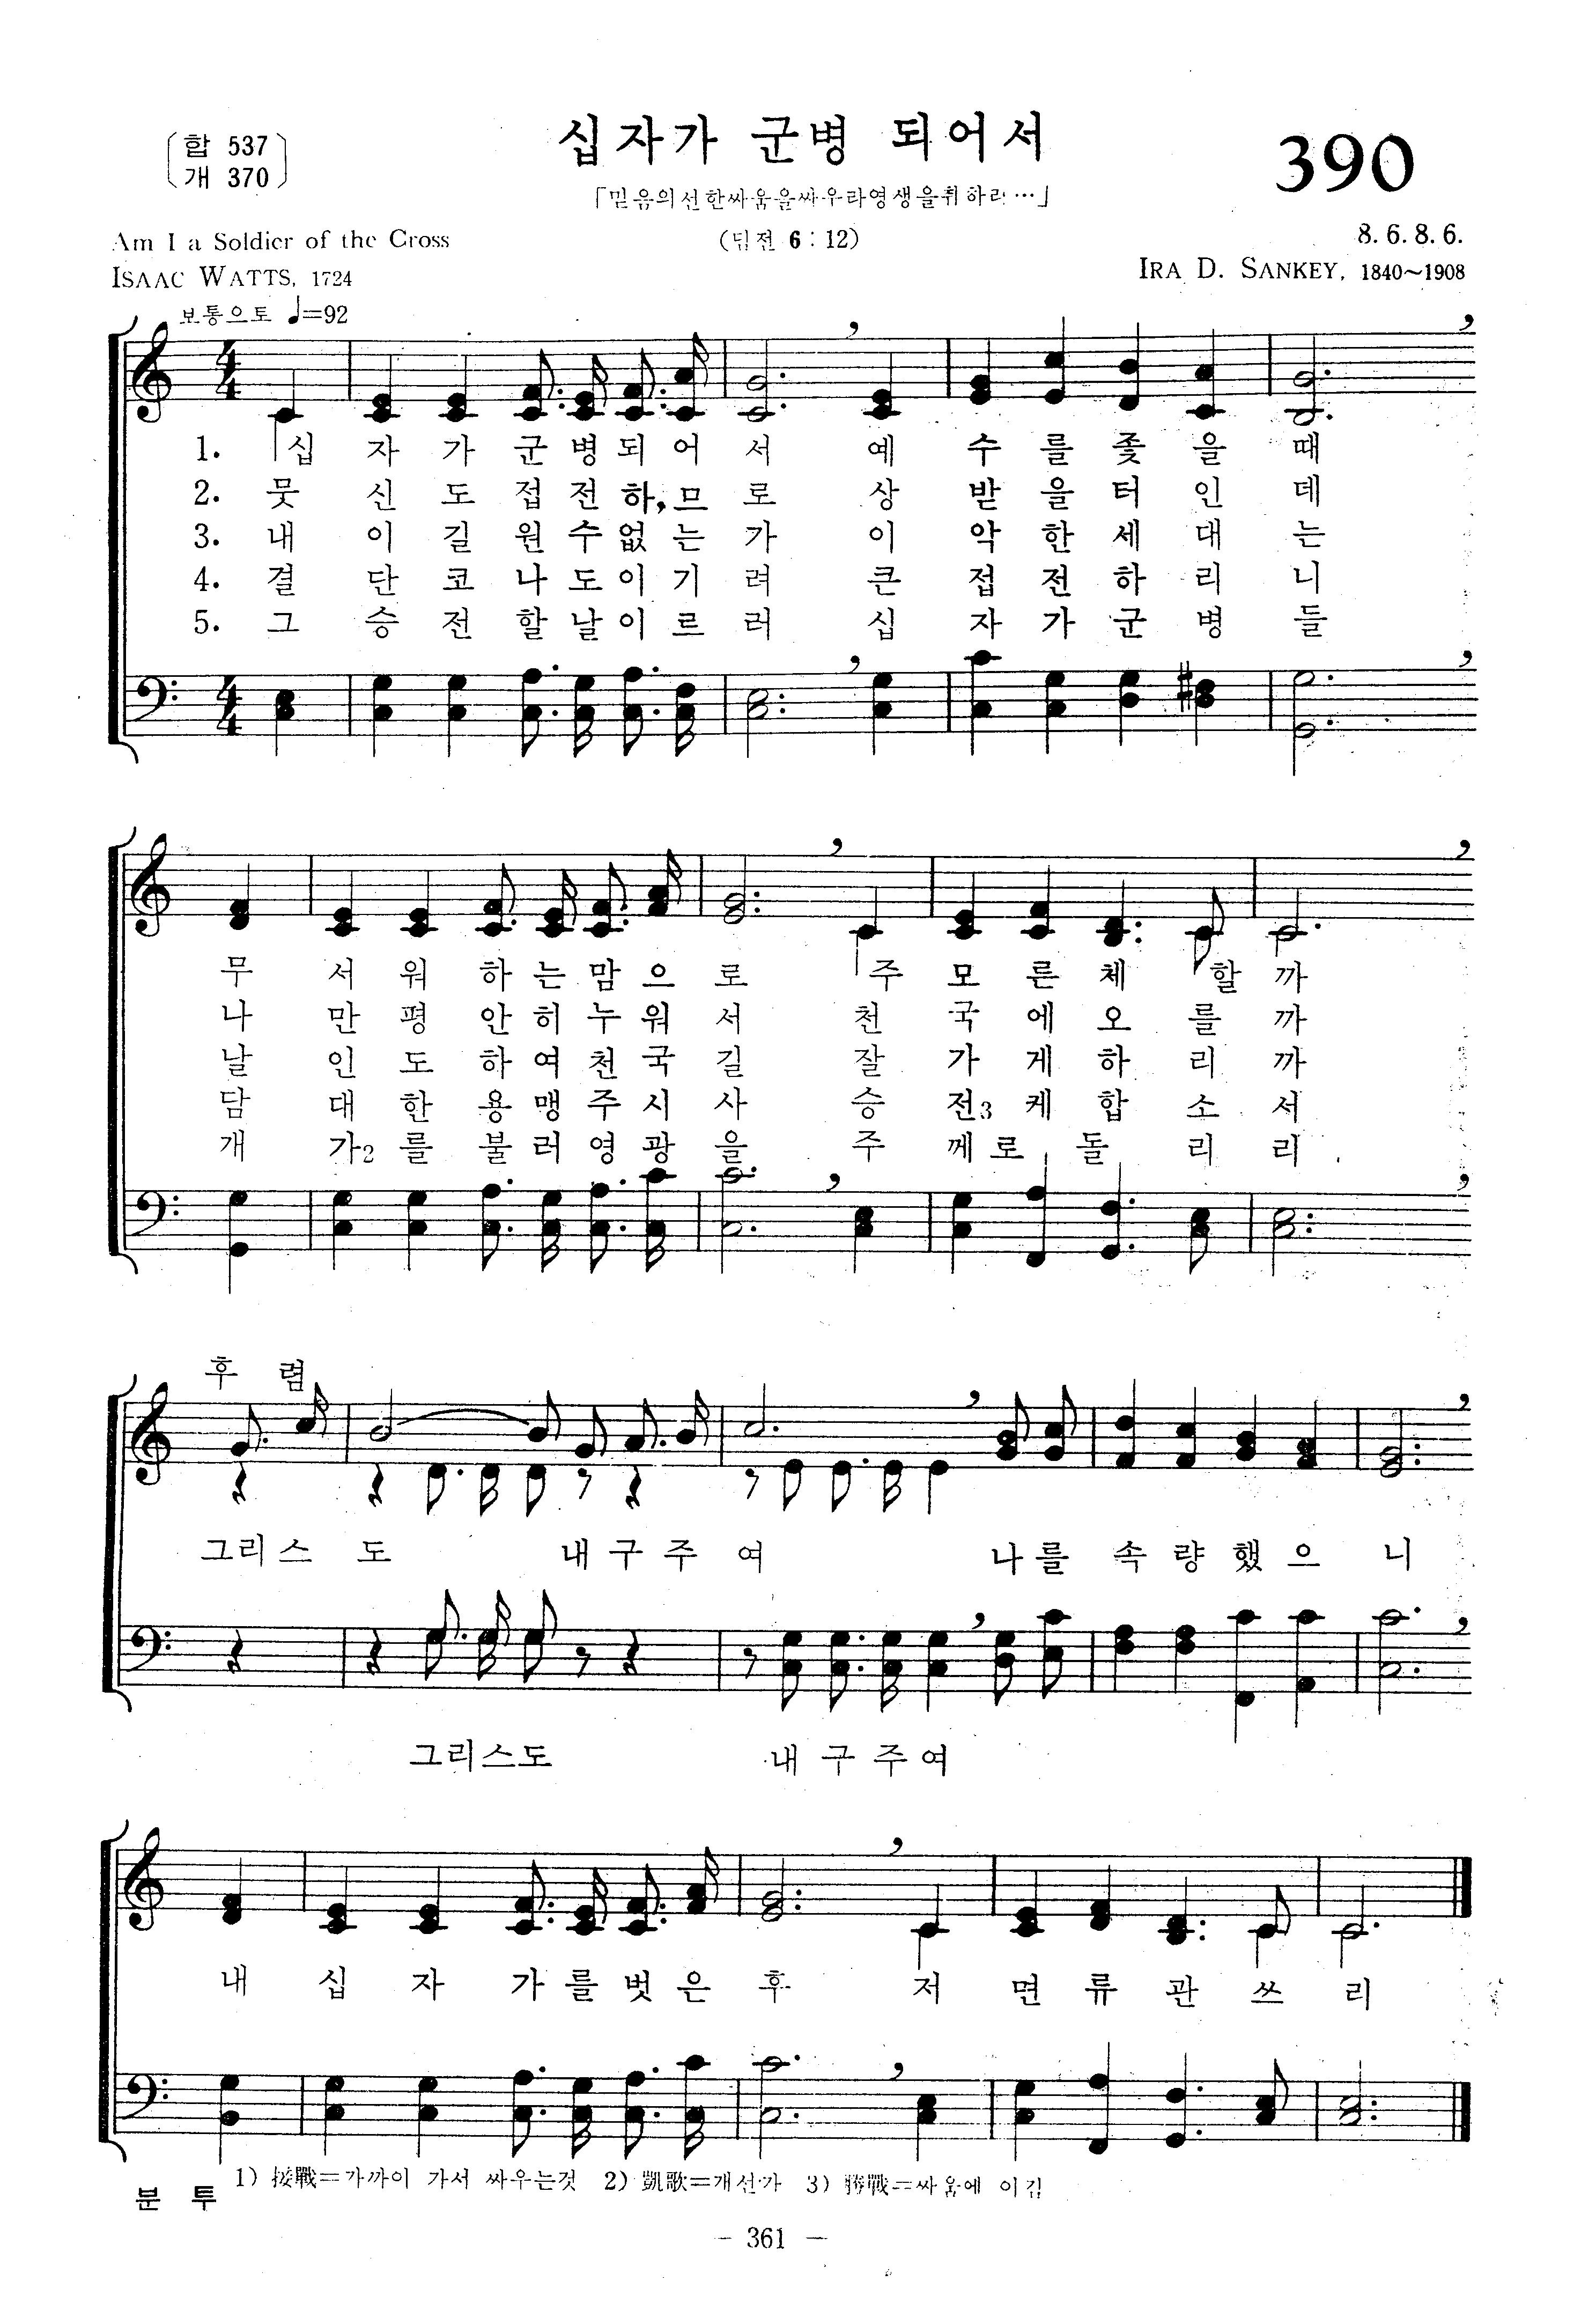 합 537
개 370
십자가 군병 되어서
390
「믿음의선한싸움을싸우라영생을취하라…」
(딤전 6 : 12)
Am I a Soldier of the Cross
8. 6. 8. 6.
ISAAC WATTS, 1724
IRA D. SANKEY, 1840~1908
보통으로 ♩=92
1. 십 자 가 군 병 되 어 서 예 수 를 좇 을 때
2. 뭇 신 도 접 전 하, 므 로 상 받 을 터 인 데
3. 내 이 길 원 수 없 는 가 이 악 한 세 대 는
4. 결 단 코 나 도 이 기 려 큰 접 전 하 리 니
5. 그 승 전 할 날 이 르 러 십 자 가 군 병 들
무 서 워 하 는 맘 으 로 주 모 른 체 할 까
나 만 평 안 히 누 워 서 천 국 에 오 를 까
날 인 도 하 여 천 국 길 잘 가 게 하 리 까
담 대 한 용 맹 주 시 사 승 전3 케 합 소 서
개 가2 를 불 러 영 광 을 주 께 로 돌 리 리
후 렴
그리스 도 내 구 주 여 나 를 속 량 했 으 니
그리스도 내 구 주 여
내 십 자 가 를 벗 은 후 저 면 류 관 쓰 리
1) 接戰=가까이 가서 싸우는것 2) 凱歌=개선가 3) 勝戰=싸움에 이김
분 투
- 361 -